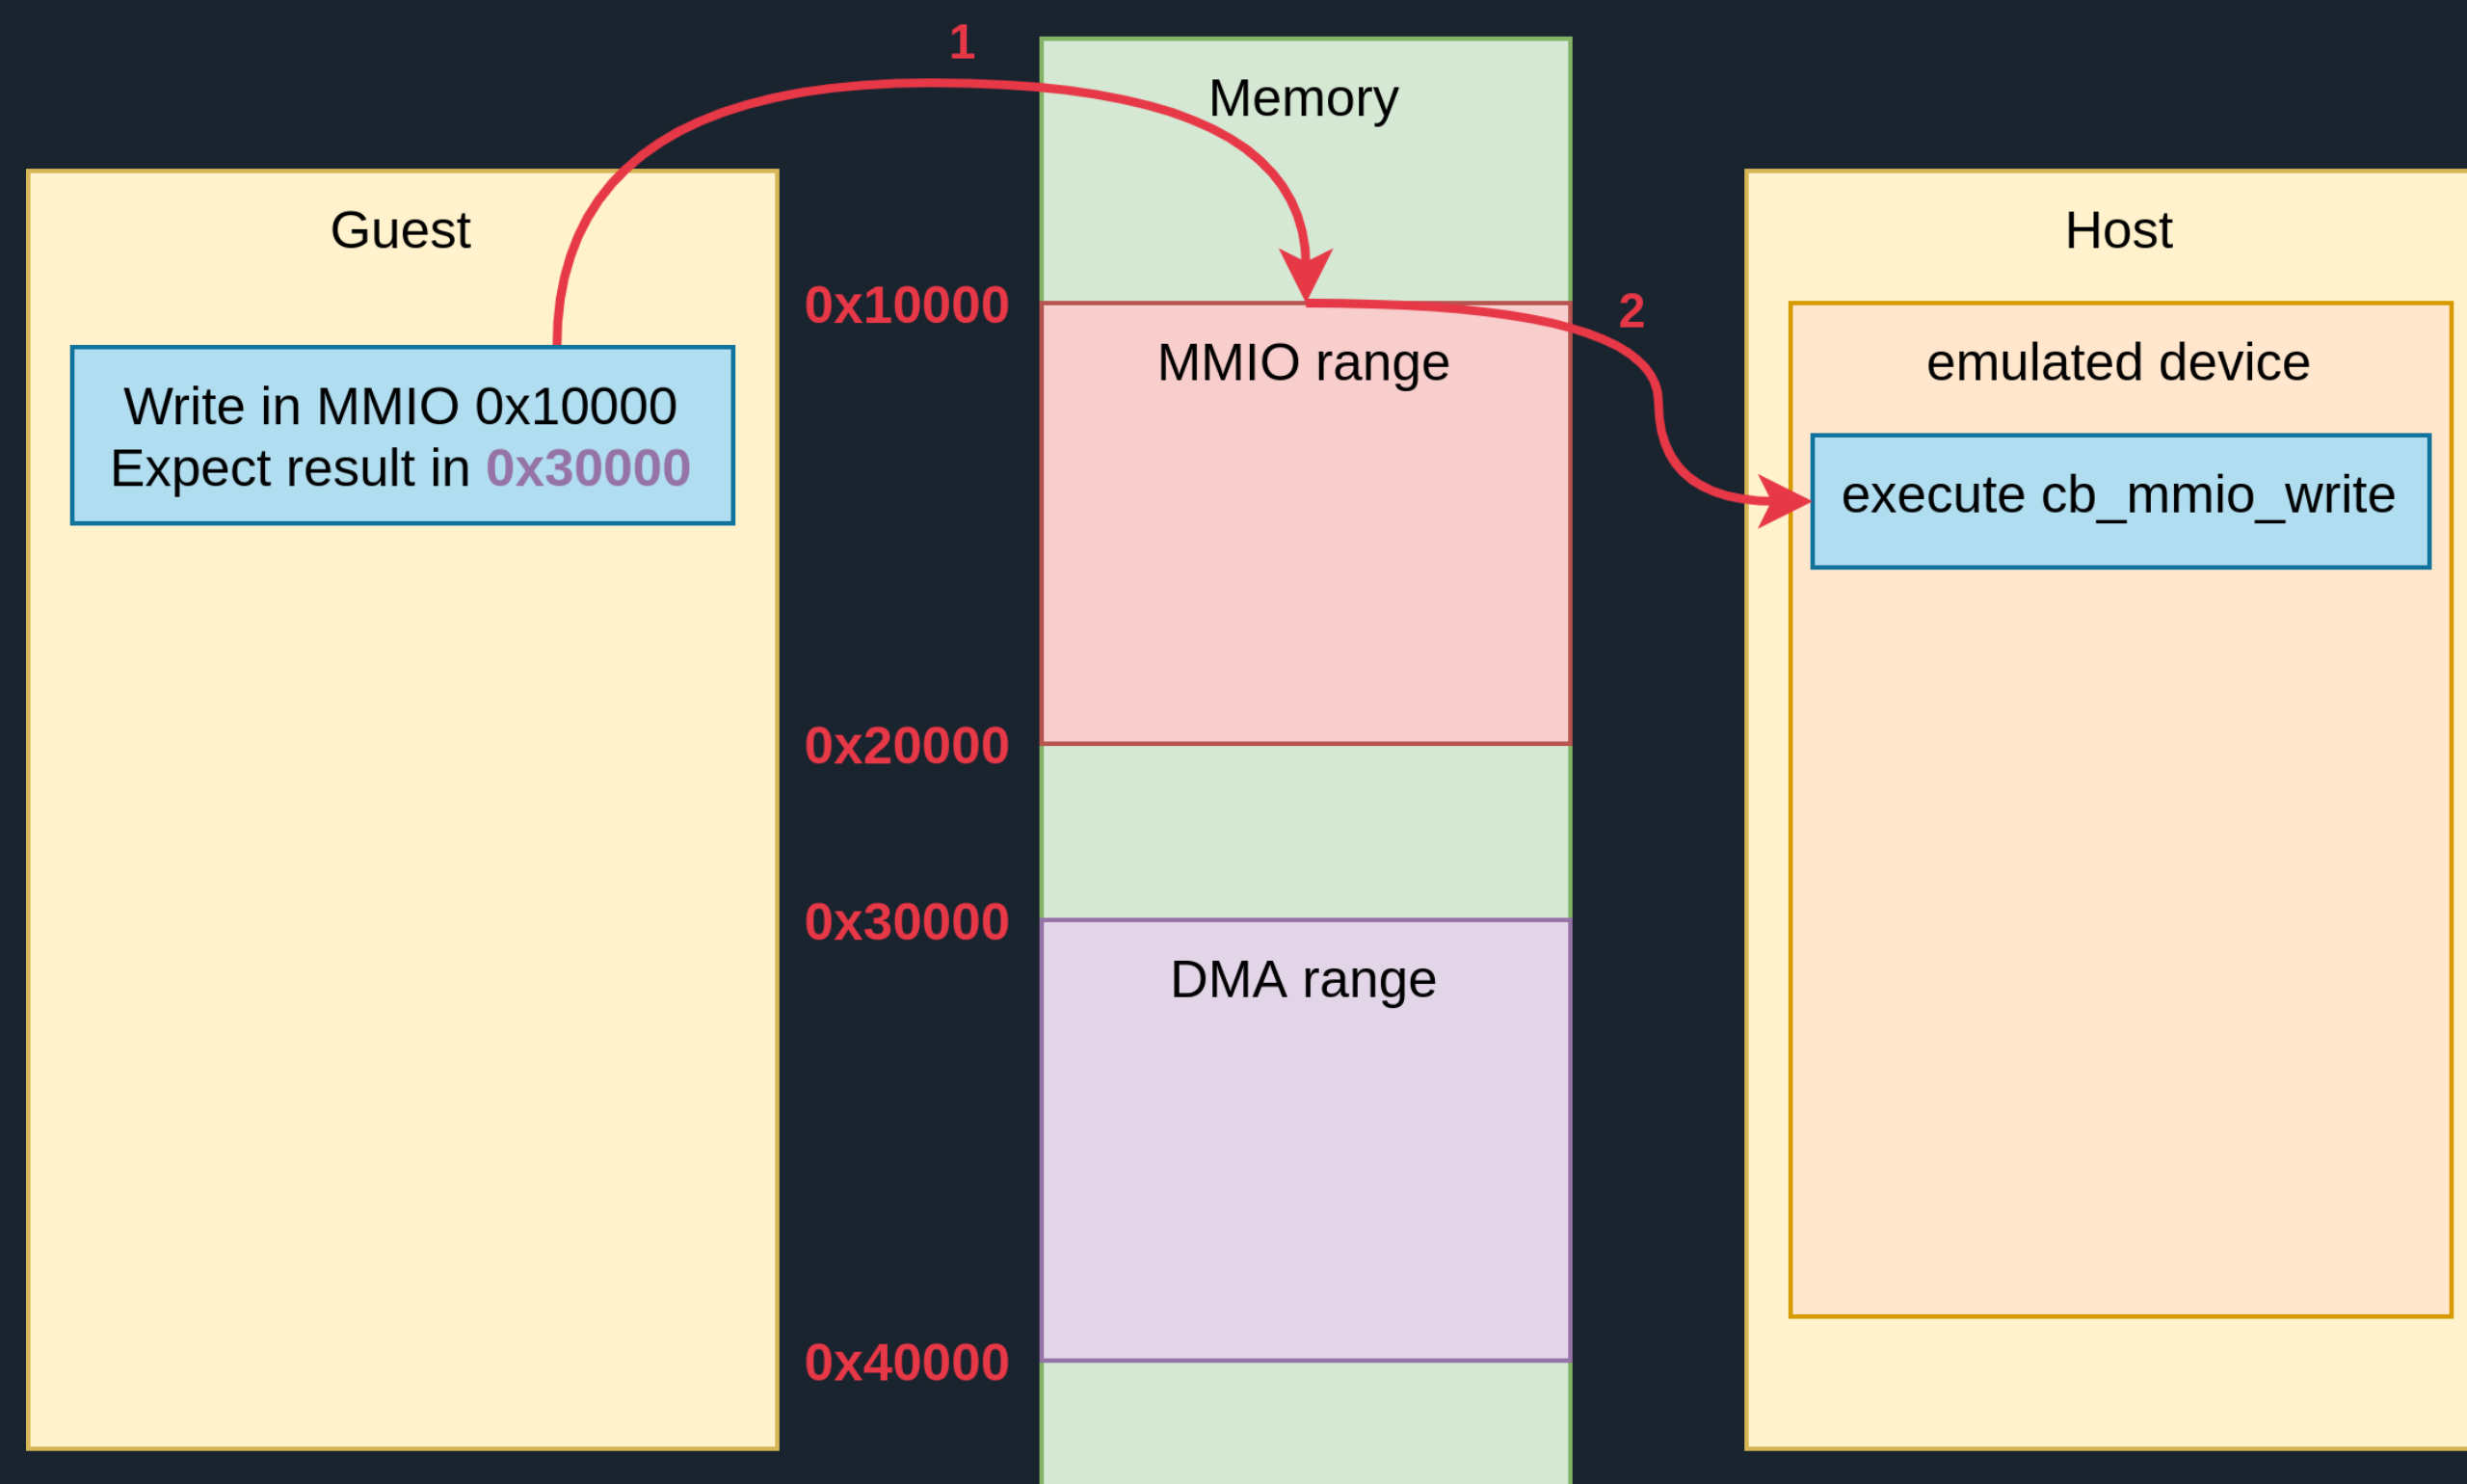 1
Memory
Guest
Host
0x10000
2
MMIO range
emulated device
Write in MMIO 0x10000
Expect result in 0x30000
execute cb_mmio_write
0x20000
0x30000
DMA range
0x40000